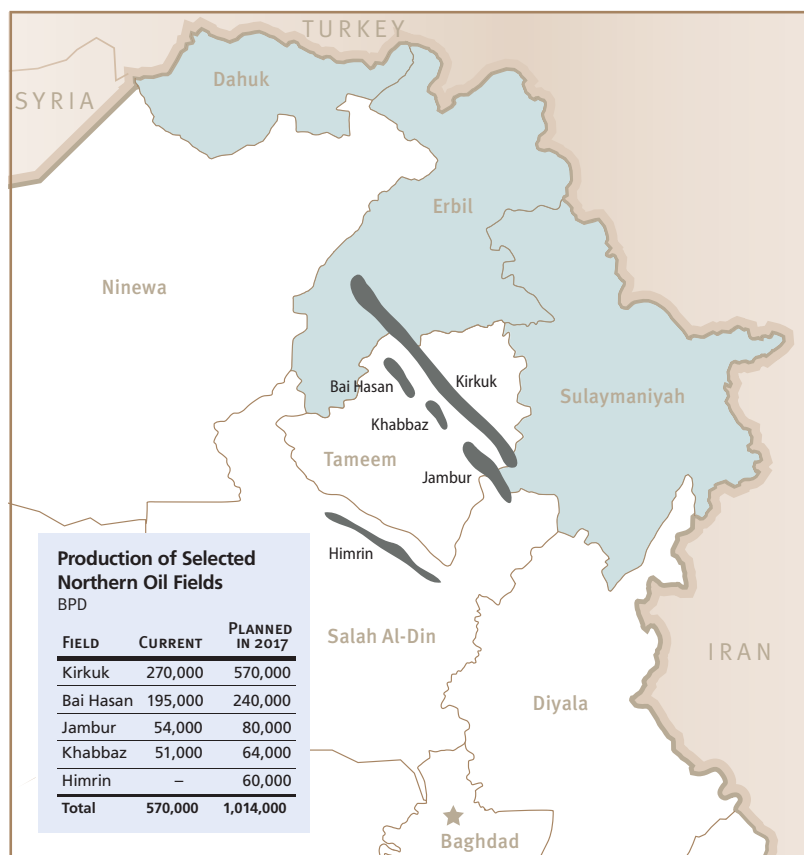 TURKEY
SYRIA
Dahuk
Erbil
Ninewa
Kirkuk
Bai Hasan
Sulaymaniyah
Khabbaz
Tameem
Jambur
Himrin
Salah Al-Din
IRAN
Diyala
Baghdad
Production of Selected
Northern Oil Fields
BPD
FIELD CURRENT PLANNED IN 2017
Kirkuk 270,000 570,000
Bai Hasan 195,000 240,000
Jambur 54,000 80,000
Khabbaz 51,000 64,000
Himrin – 60,000
Total 570,000 1,014,000